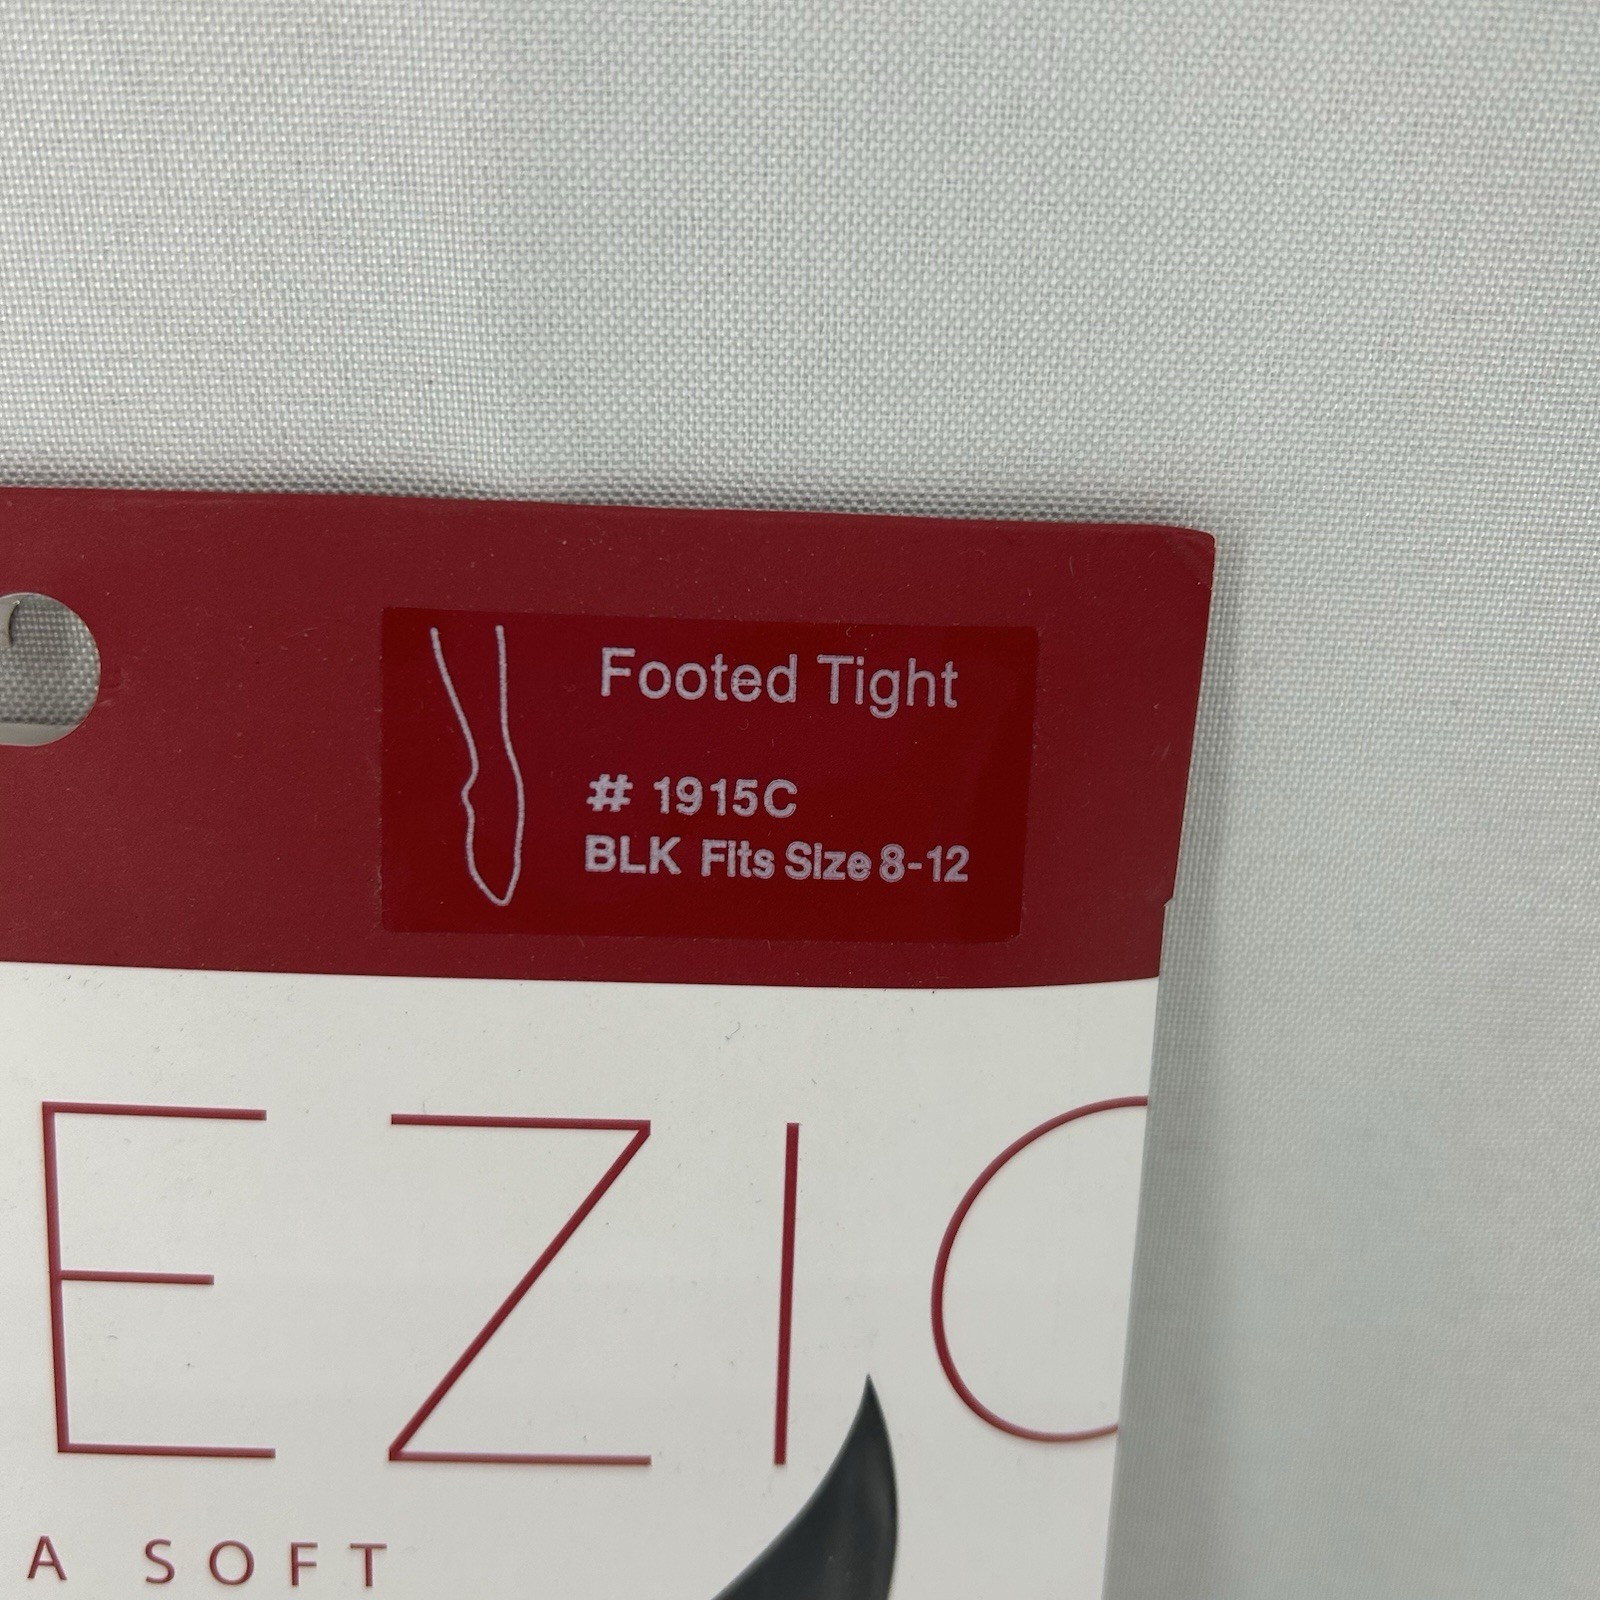 Footed Tight
# 1915C
BLK Fits Size 8-12
EZIO
A SOFT